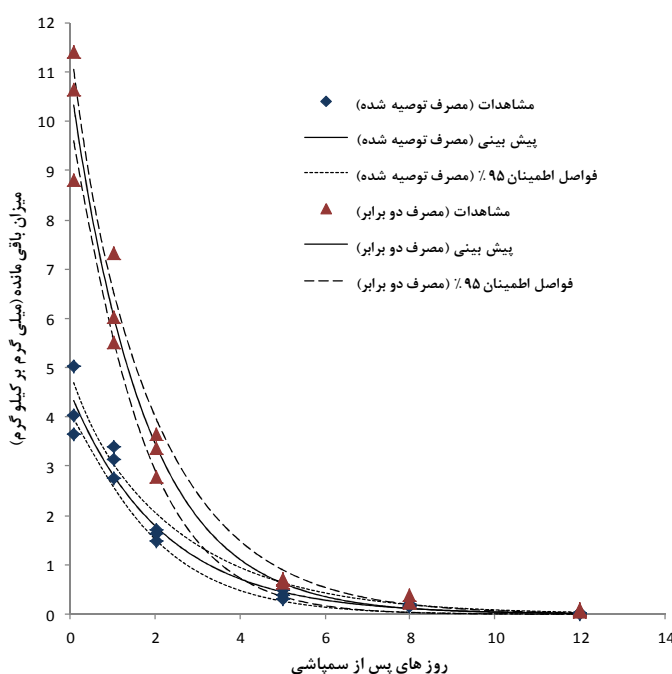 12
11
10
9
8
7
6
5
4
3
2
1
0
میزان باقی مانده (میلی گرم بر کیلو گرم)
مشاهدات (مصرف توصیه شده)
پیش بینی (مصرف توصیه شده)
فواصل اطمینان ۹۵ ٪ (مصرف توصیه شده)
مشاهدات (مصرف دو برابر)
پیش بینی (مصرف دو برابر)
فواصل اطمینان ۹۵ ٪ (مصرف دو برابر)
0 2 4 6 8 10 12 14
روز های پس از سمپاشی